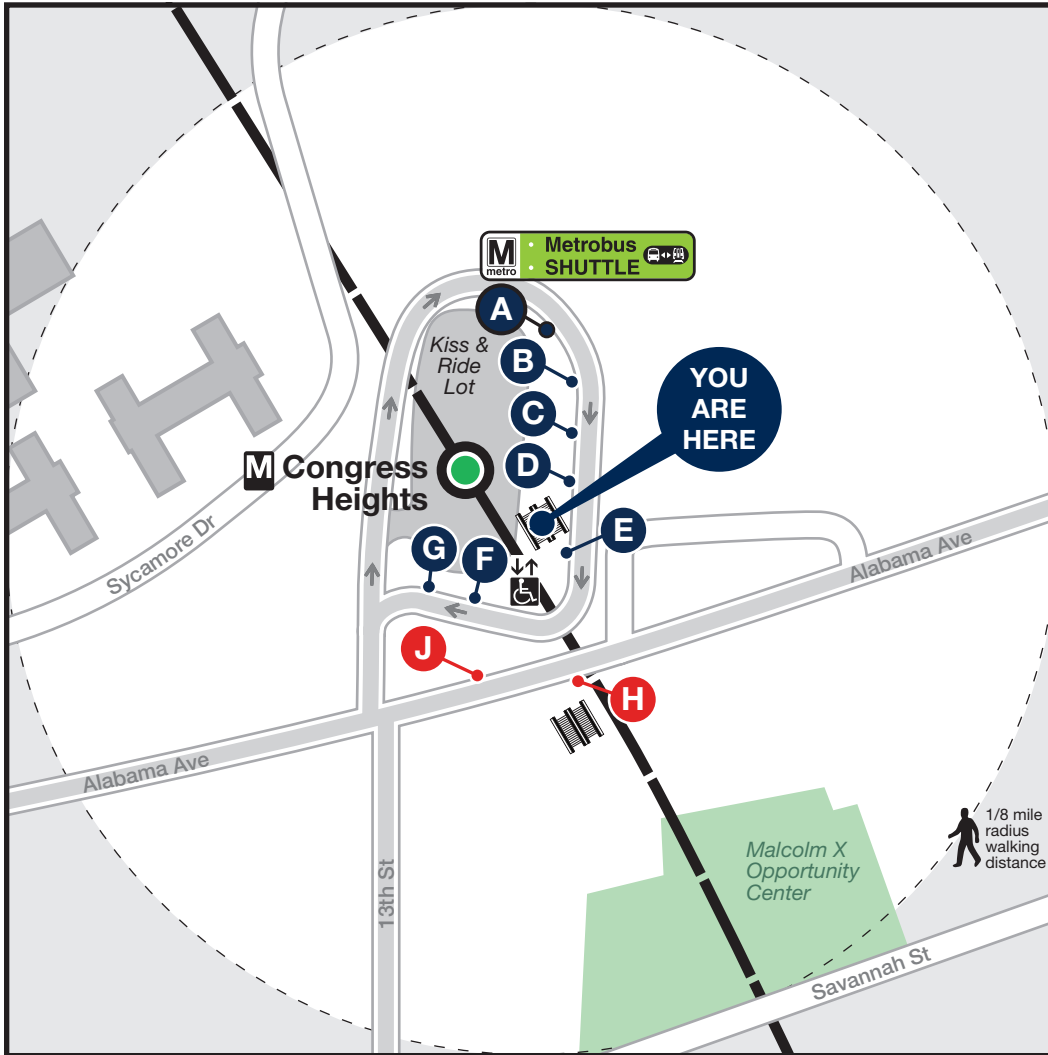 M metro
· Metrobus
· SHUTTLE
A
Kiss &
Ride
Lot
B
YOU
ARE
HERE
C
M Congress
Heights
D
Sycamore Dr
E
G
F
Alabama Ave
J
H
Alabama Ave
1/8 mile
radius
walking
distance
Malcolm X
Opportunity
Center
13th St
Savannah St